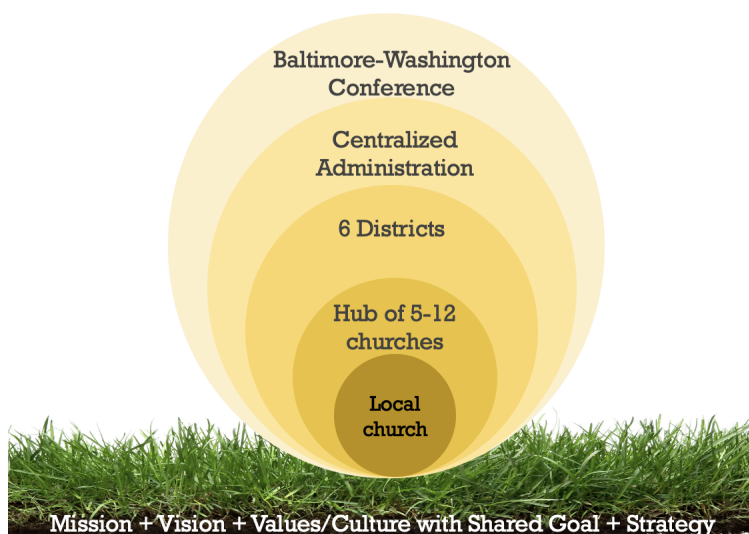 Baltimore-Washington
Conference
Centralized
Administration
6 Districts
Hub of 5-12
churches
Local
church
Mission + Vision + Values/Culture with Shared Goal + Strategy